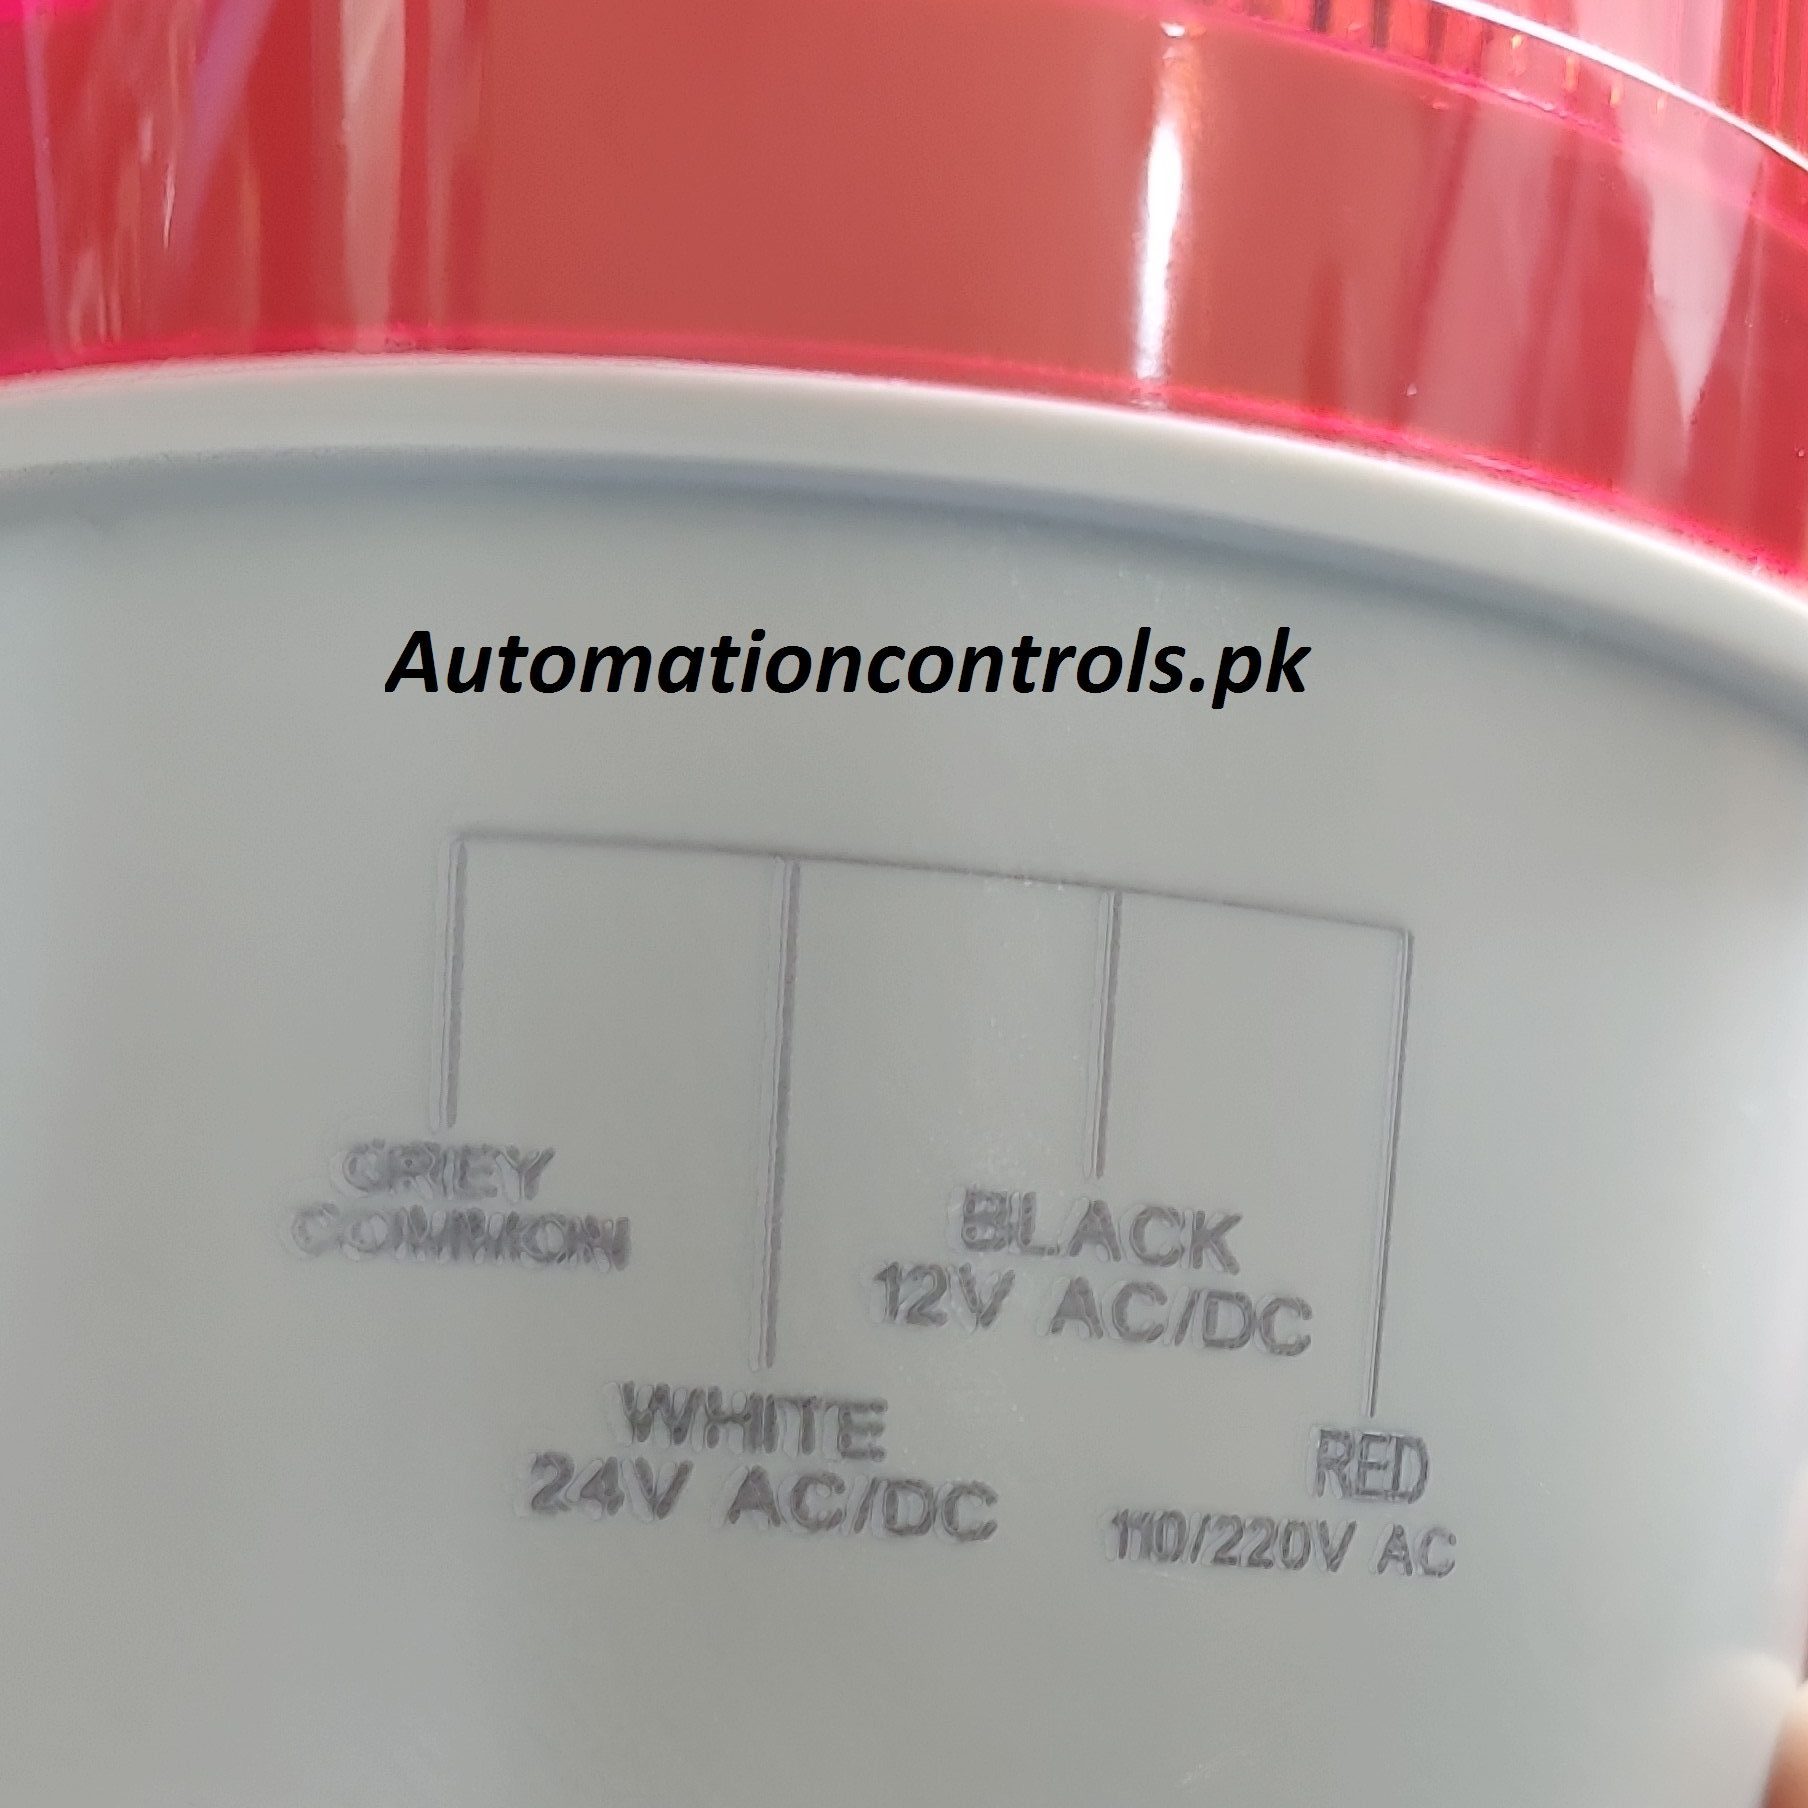 Automationcontrols.pk
GREY
COMMON
BLACK
12V AC/DC
WHITE
24V AC/DC
RED
110/220V AC